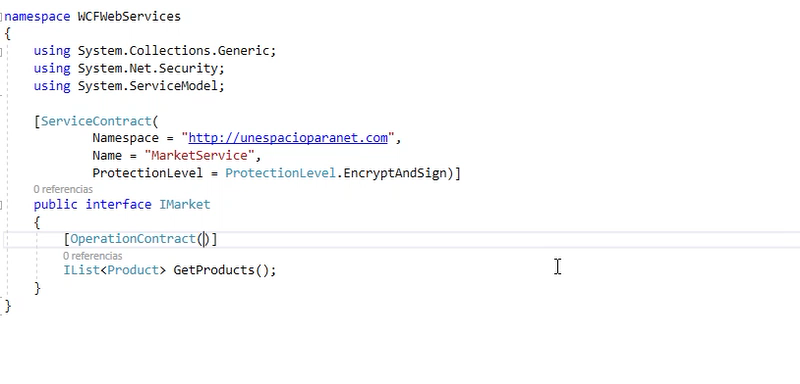 namespace WCFWebServices
{
using System.Collections.Generic;
using System.Net.Security;
using System.ServiceModel;
[ServiceContract(
Namespace = "http://unespacioparanet.com",
Name = "MarketService",
ProtectionLevel = ProtectionLevel.EncryptAndSign)]
0 referencias
public interface IMarket
{
[OperationContract()]
0 referencias
IList<Product> GetProducts();
}
}